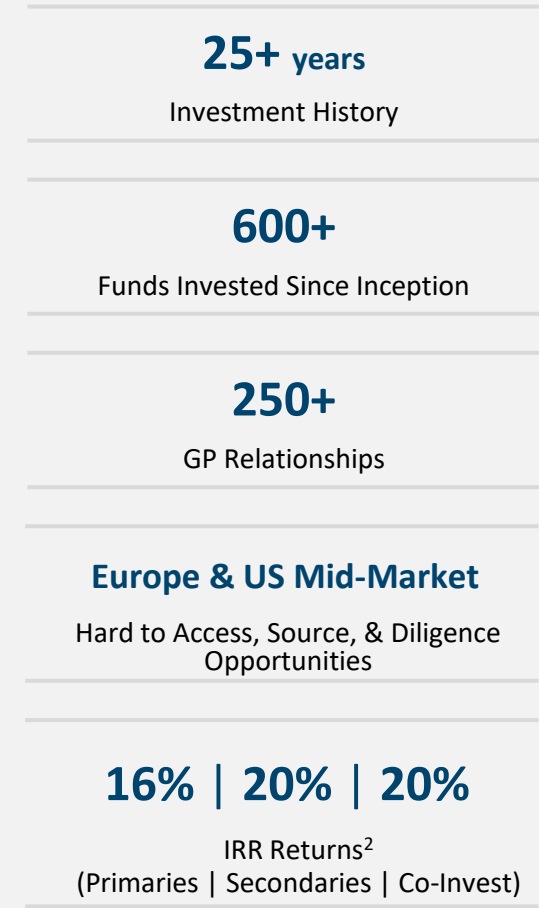 25+ years
Investment History
600+
Funds Invested Since Inception
250+
GP Relationships
Europe & US Mid-Market
Hard to Access, Source, & Diligence
Opportunities
16% | 20% | 20%
IRR Returns²
(Primaries | Secondaries | Co-Invest)